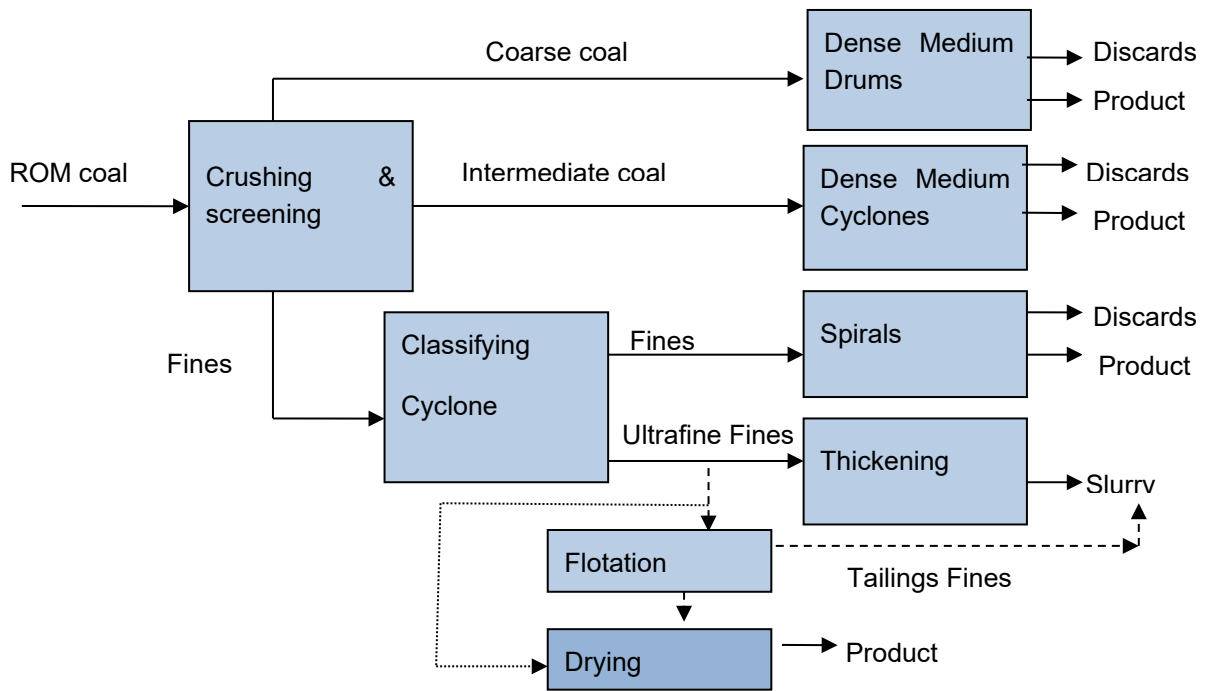 Coarse coal
Dense Medium
Drums
Discards
Product
ROM coal
Crushing &
screening
Intermediate coal
Dense Medium
Cyclones
Discards
Product
Fines
Classifying
Cyclone
Fines
Spirals
Discards
Product
Ultrafine Fines
Thickening
Slurry
Flotation
Tailings Fines
Drying
Product